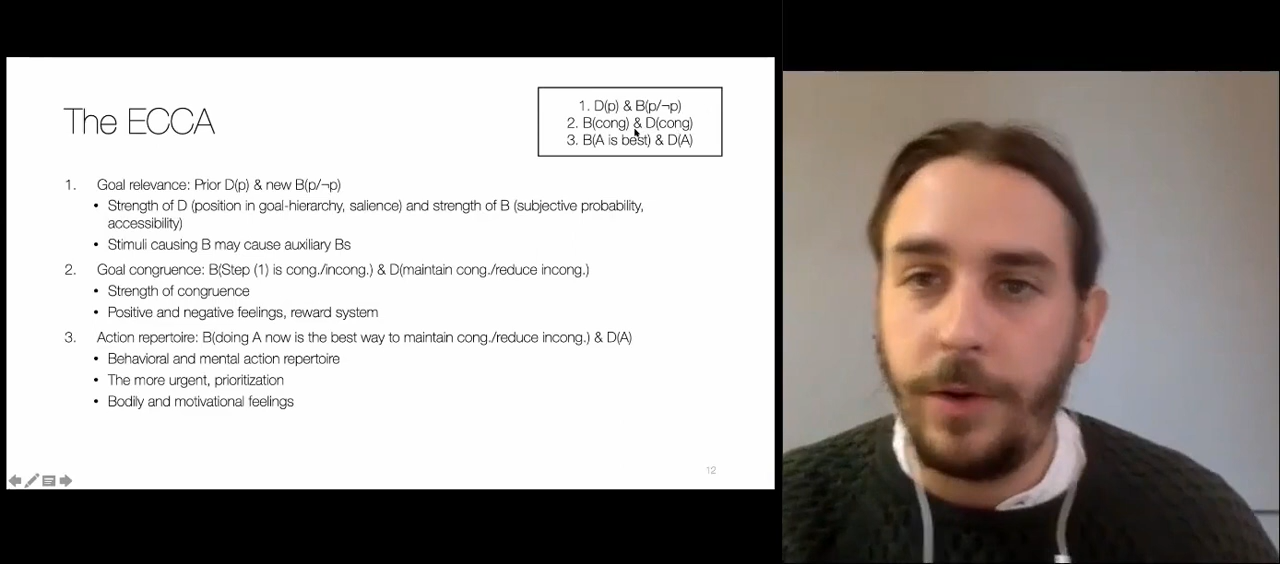 The ECCA
1. D(p) & B(p/¬p)
2. B(cong) & D(cong)
3. B(A is best) & D(A)
1. Goal relevance: Prior D(p) & new B(p/¬p)
• Strength of D (position in goal-hierarchy, salience) and strength of B (subjective probability,
accessibility)
• Stimuli causing B may cause auxiliary Bs
2. Goal congruence: B(Step (1) is cong./incong.) & D(maintain cong./reduce incong.)
• Strength of congruence
• Positive and negative feelings, reward system
3. Action repertoire: B(doing A now is the best way to maintain cong./reduce incong.) & D(A)
• Behavioral and mental action repertoire
• The more urgent, prioritization
• Bodily and motivational feelings
12